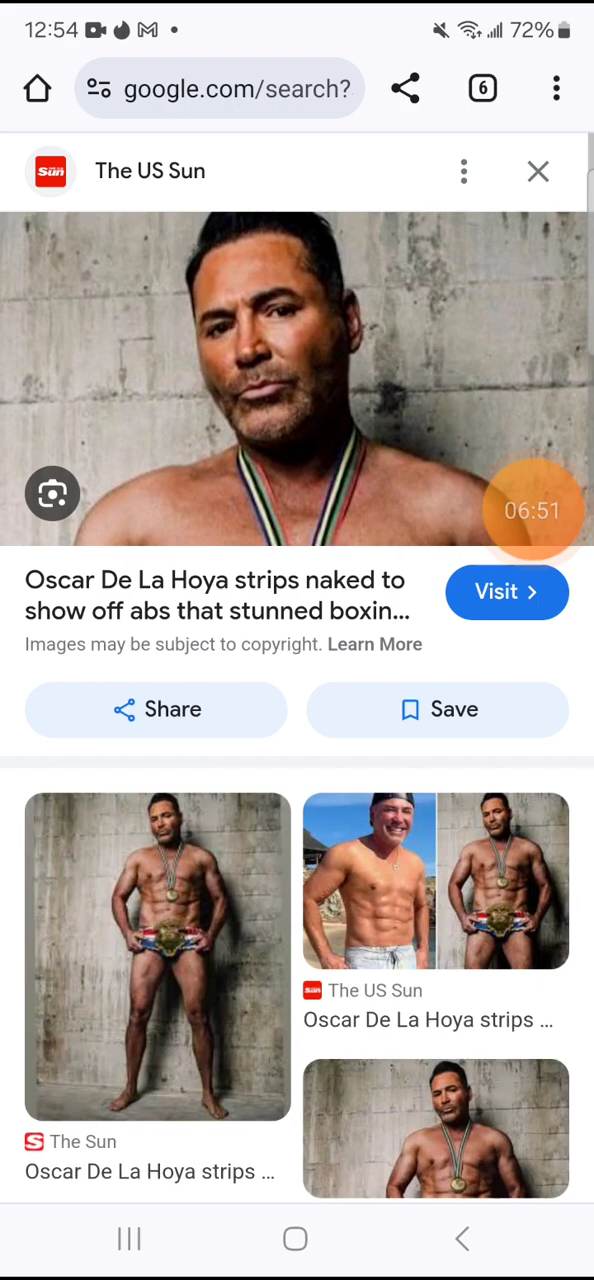 12:54
72%
google.com/search?
6
Sun
The US Sun
06:51
Oscar De La Hoya strips naked to
show off abs that stunned boxin...
Visit
Images may be subject to copyright. Learn More
Share
Save
Sun
The US Sun
Oscar De La Hoya strips ...
S
The Sun
Oscar De La Hoya strips ...